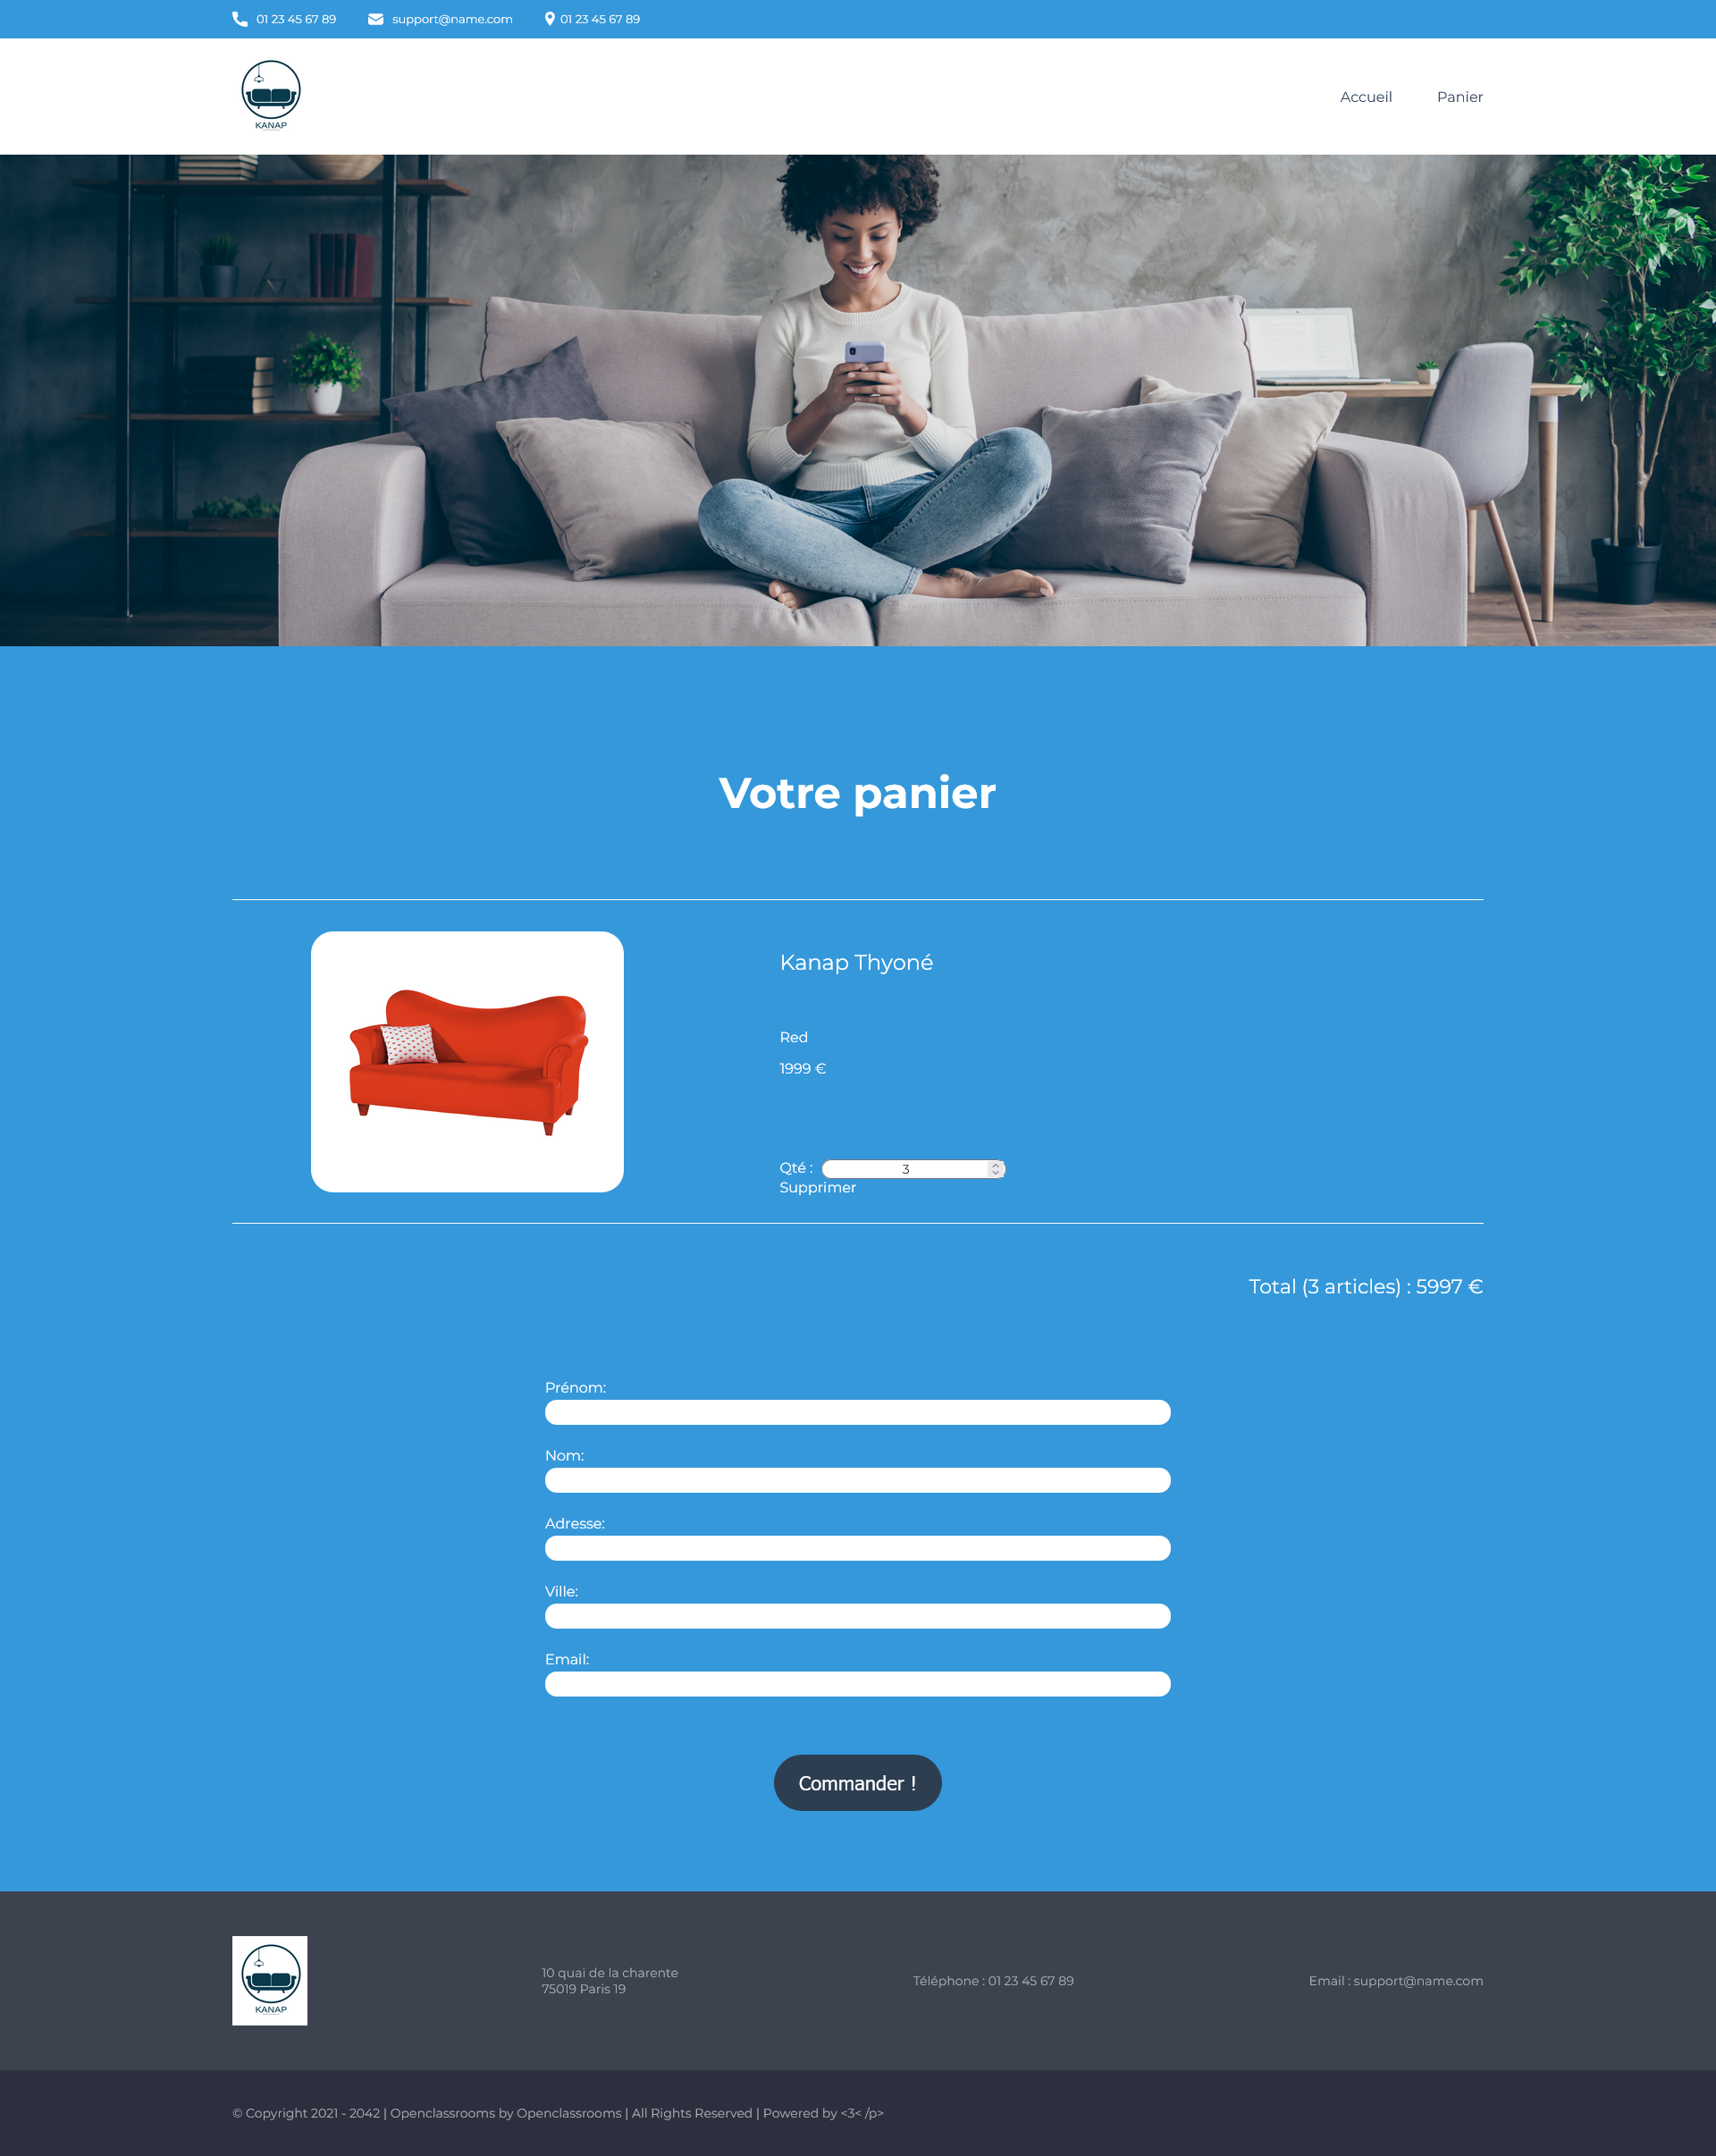 01 23 45 67 89 support@name.com 01 23 45 67 89
KANAP
Accueil Panier
Votre panier
Kanap Thyoné
Red
1999 €
Qté : 3
Supprimer
Total (3 articles) : 5997 €
Prénom:
Nom:
Adresse:
Ville:
Email:
Commander !
KANAP
10 quai de la charente
75019 Paris 19
Téléphone : 01 23 45 67 89
Email : support@name.com
© Copyright 2021 - 2042 | Openclassrooms by Openclassrooms | All Rights Reserved | Powered by <3< /p>